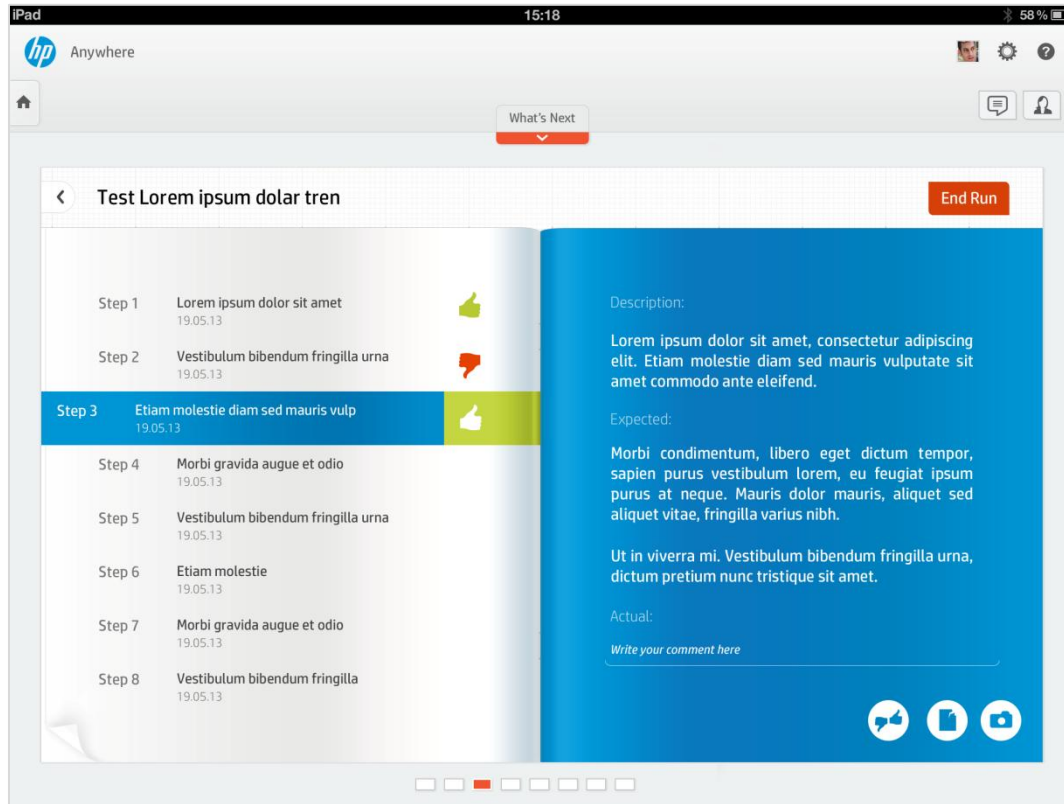 iPad 15:18 58 %
hp Anywhere
What's Next
Test Lorem ipsum dolar tren End Run
Step 1 Lorem ipsum dolor sit amet
19.05.13
Step 2 Vestibulum bibendum fringilla urna
19.05.13
Step 3 Etiam molestie diam sed mauris vulp
19.05.13
Step 4 Morbi gravida augue et odio
19.05.13
Step 5 Vestibulum bibendum fringilla urna
19.05.13
Step 6 Etiam molestie
19.05.13
Step 7 Morbi gravida augue et odio
19.05.13
Step 8 Vestibulum bibendum fringilla
19.05.13
Description:
Lorem ipsum dolor sit amet, consectetur adipiscing
elit. Etiam molestie diam sed mauris vulputate sit
amet commodo ante eleifend.
Expected:
Morbi condimentum, libero eget dictum tempor,
sapien purus vestibulum lorem, eu feugiat ipsum
purus at neque. Mauris dolor mauris, aliquet sed
aliquet vitae, fringilla varius nibh.
Ut in viverra mi. Vestibulum bibendum fringilla urna,
dictum pretium nunc tristique sit amet.
Actual:
Write your comment here